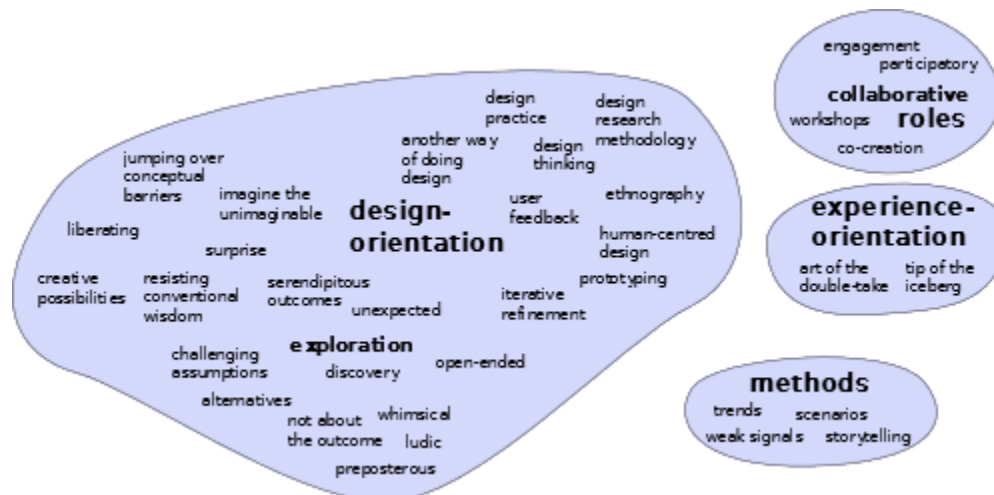 design
practice
design
research
methodology
another way
of doing
design
design
thinking
jumping over
conceptual
barriers
imagine the
unimaginable
design-
orientation
user
feedback
ethnography
liberating
surprise
human-centred
design
creative
possibilities
resisting
conventional
wisdom
serendipitous
outcomes
unexpected
prototyping
iterative
refinement
exploration
challenging
assumptions
discovery
open-ended
alternatives
not about
the outcome
whimsical
ludic
preposterous
engagement
participatory
collaborative
workshops
roles
co-creation
experience-
orientation
art of the
double-take
tip of the
iceberg
methods
trends
scenarios
weak signals
storytelling